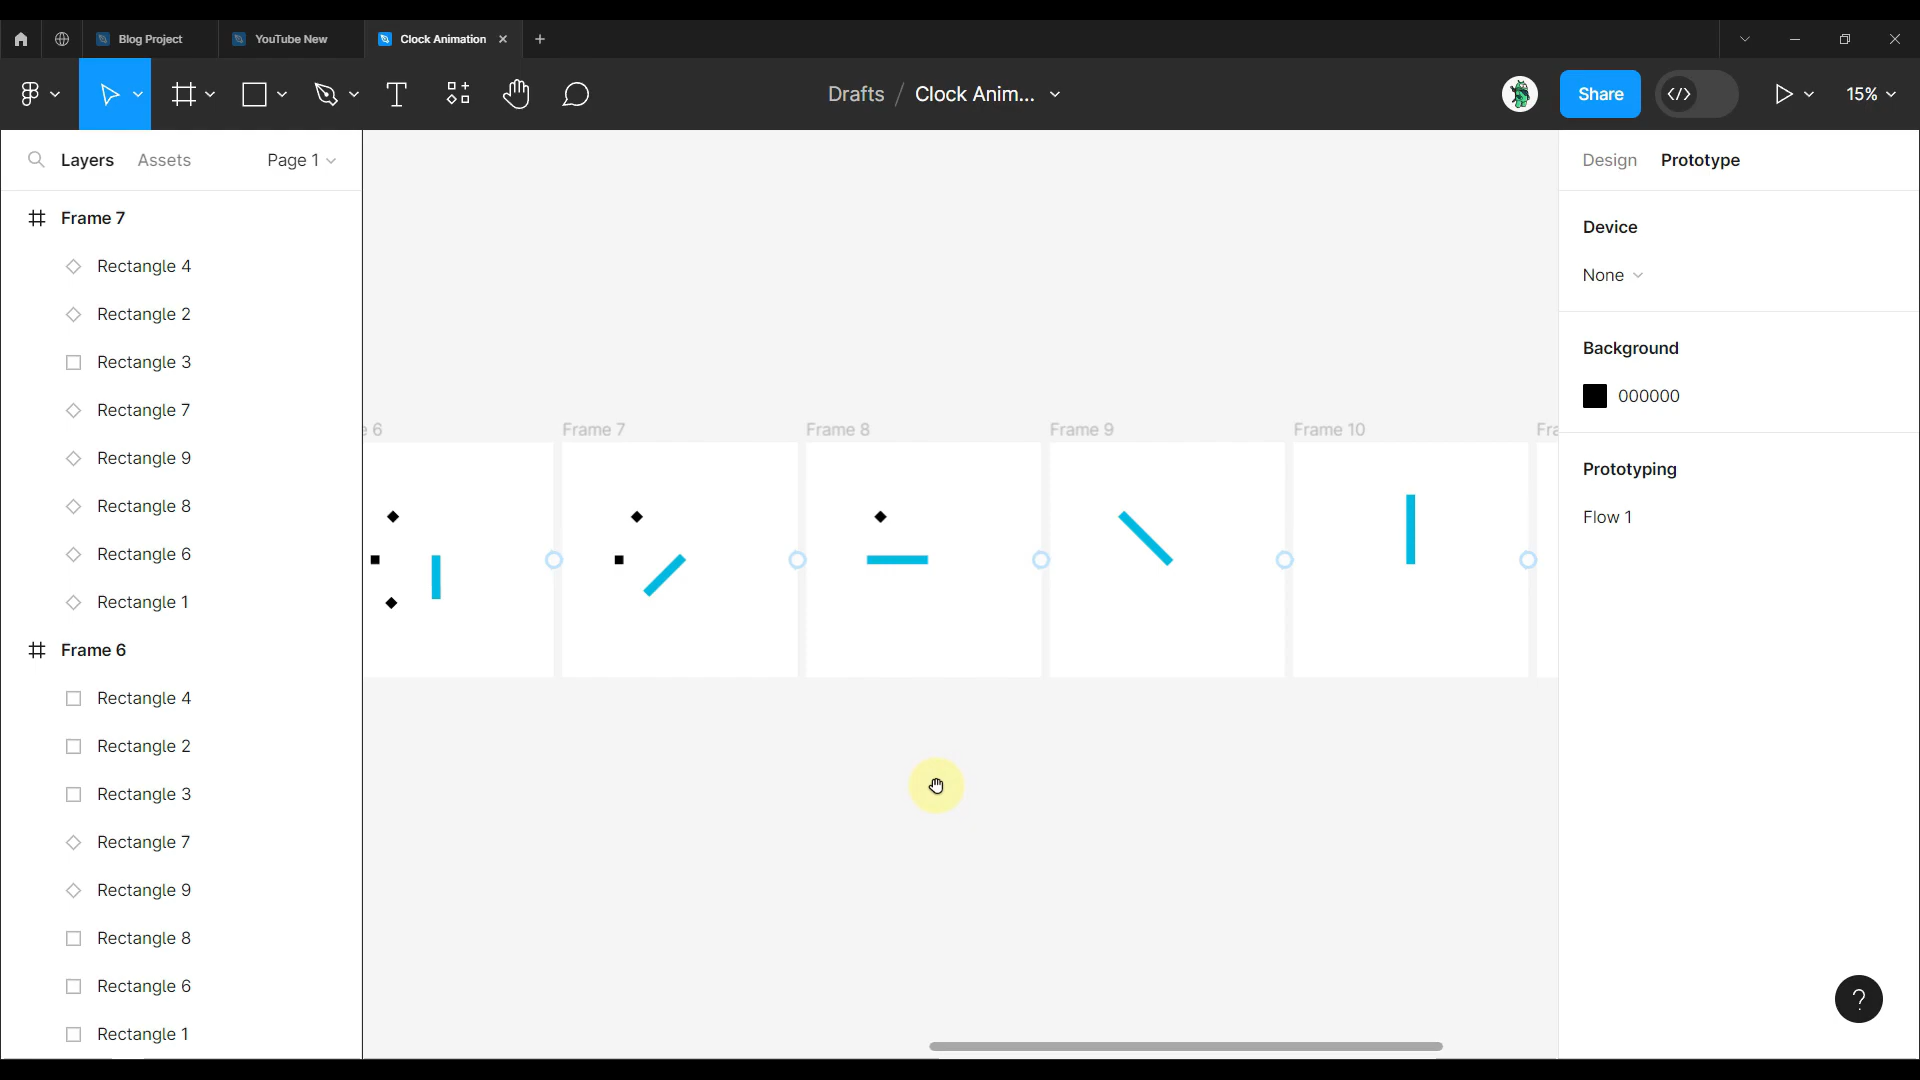 Blog Project
YouTube New
Clock Animation
Drafts / Clock Anim...
Share
15%
Layers
Assets
Page 1
Design
Prototype
Frame 7
Rectangle 4
Rectangle 2
Rectangle 3
Rectangle 7
Rectangle 9
Rectangle 8
Rectangle 6
Rectangle 1
Frame 6
Rectangle 4
Rectangle 2
Rectangle 3
Rectangle 7
Rectangle 9
Rectangle 8
Rectangle 6
Rectangle 1
e 6
Frame 7
Frame 8
Frame 9
Frame 10
Fra
Device
None
Background
000000
Prototyping
Flow 1
?